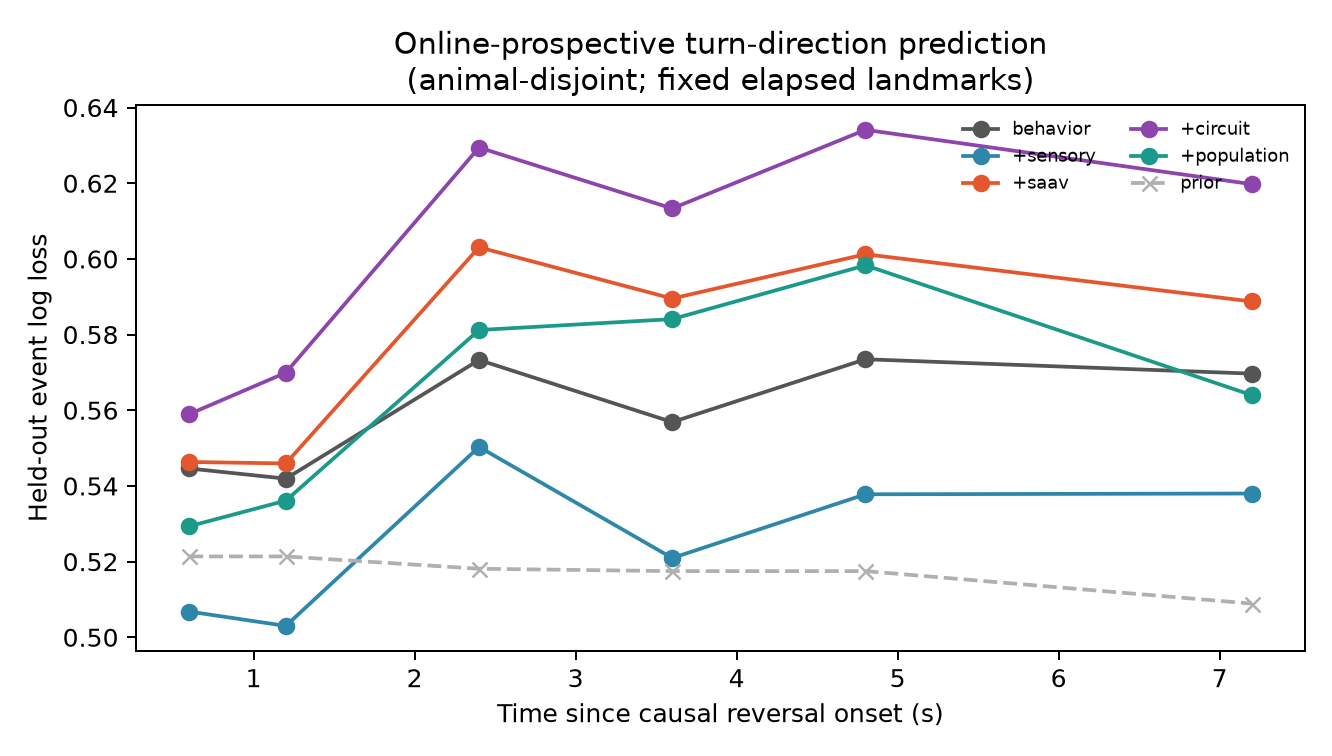 Online-prospective turn-direction prediction
(animal-disjoint; fixed elapsed landmarks)
Held-out event log loss
0.64
0.62
0.60
0.58
0.56
0.54
0.52
0.50
behavior
+sensory
+saav
+circuit
+population
prior
1 2 3 4 5 6 7
Time since causal reversal onset (s)